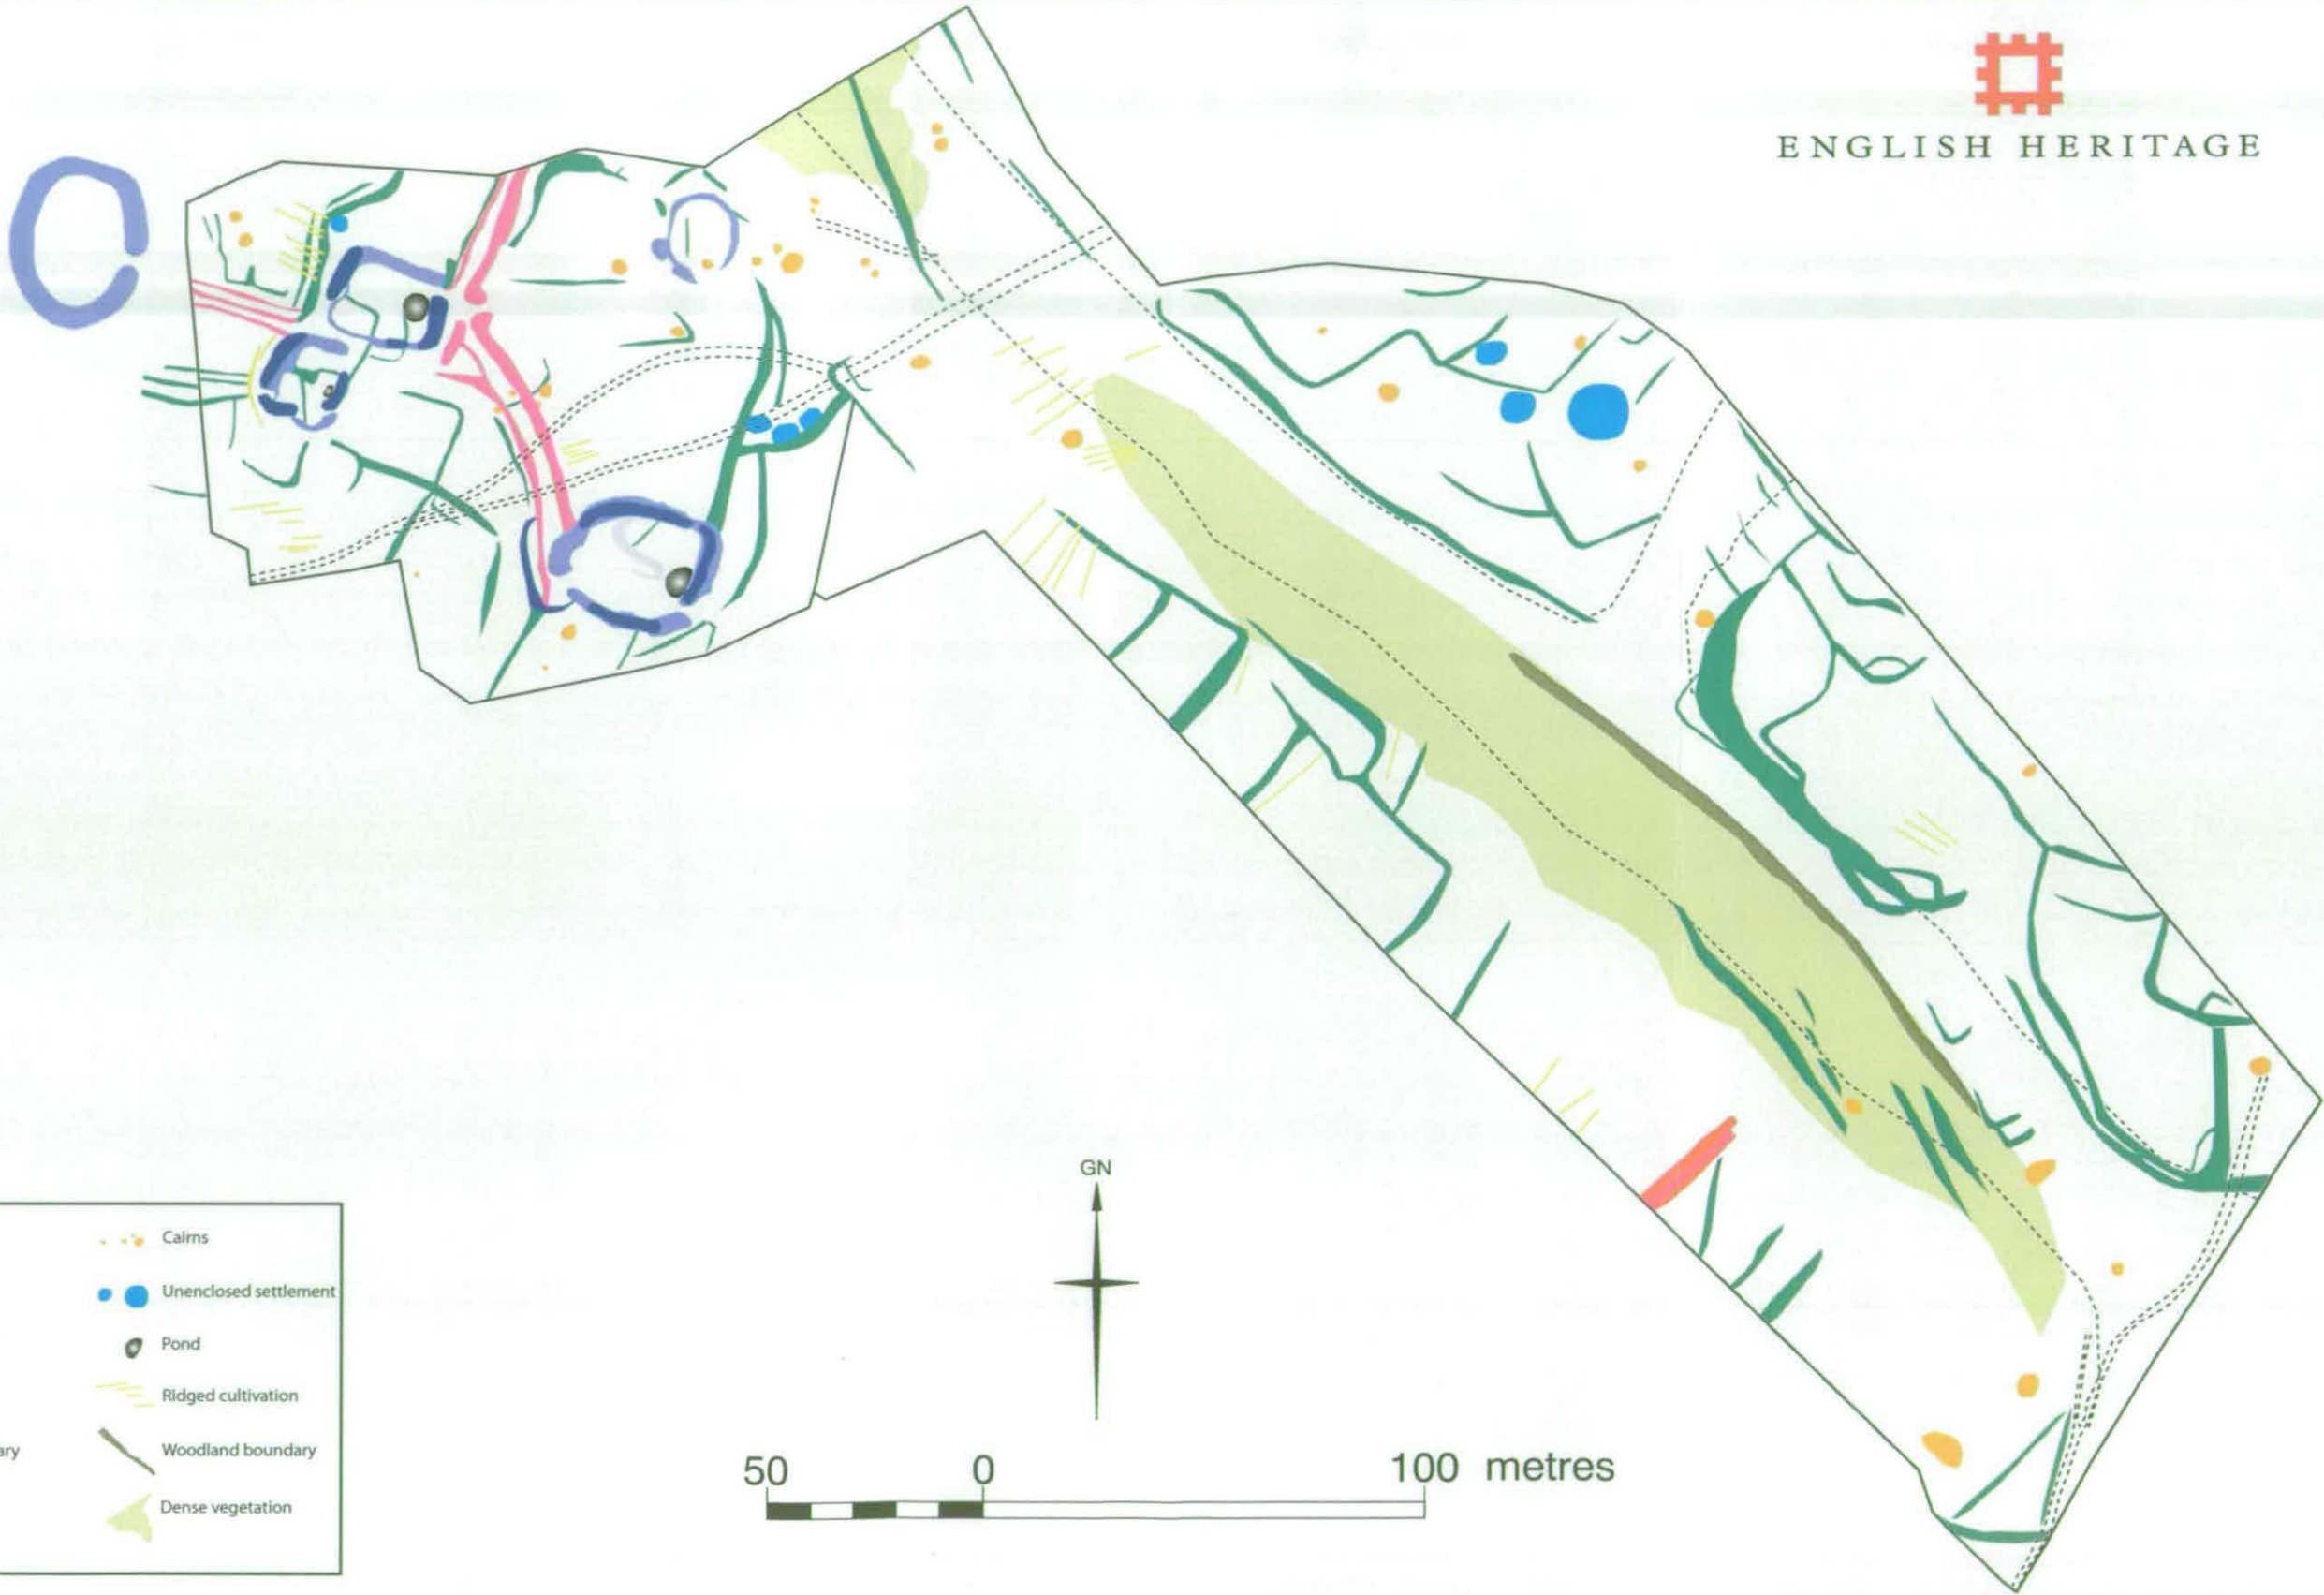 ENGLISH HERITAGE
GN
50 0 100 metres
Cairns
Unenclosed settlement
Pond
Ridged cultivation
ary
Woodland boundary
Dense vegetation